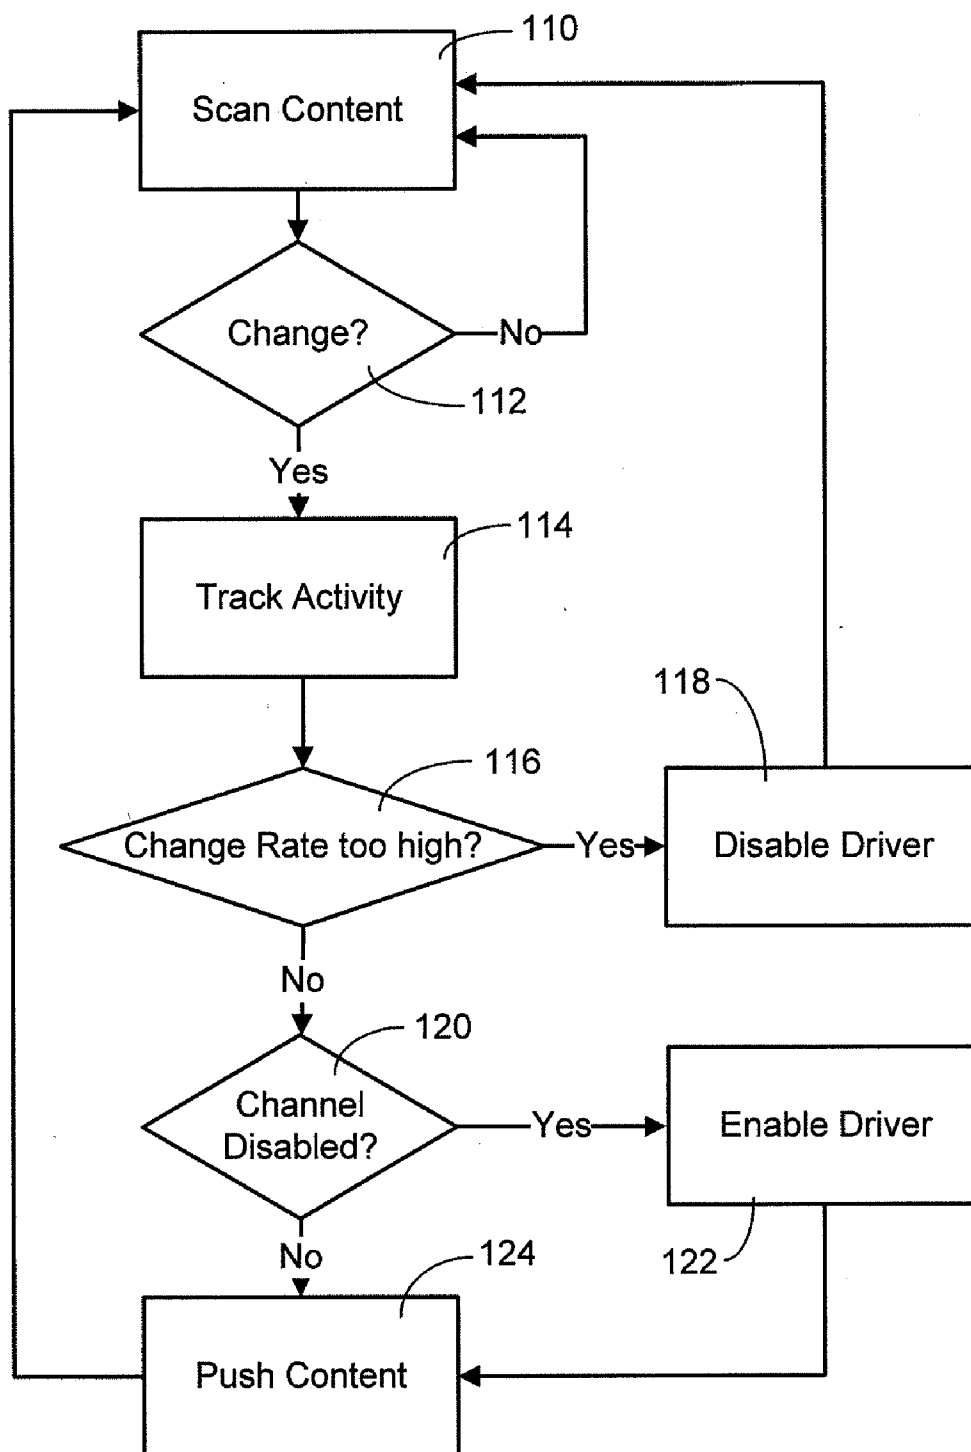 110
Scan Content
Change?
No
112
Yes
114
Track Activity
118
116
Change Rate too high?
Yes
Disable Driver
No
120
Channel
Disabled?
Yes
Enable Driver
No
124
122
Push Content